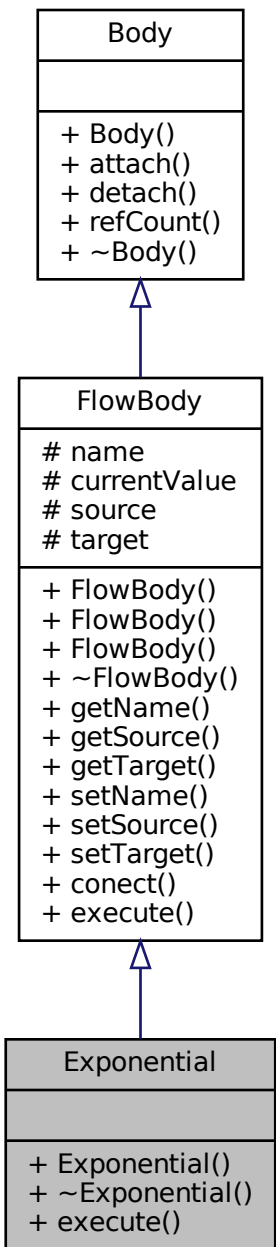 Body
+ Body()
+ attach()
+ detach()
+ refCount()
+ ~Body()
FlowBody
# name
# currentValue
# source
# target
+ FlowBody()
+ FlowBody()
+ FlowBody()
+ ~FlowBody()
+ getName()
+ getSource()
+ getTarget()
+ setName()
+ setSource()
+ setTarget()
+ conect()
+ execute()
Exponential
+ Exponential()
+ ~Exponential()
+ execute()